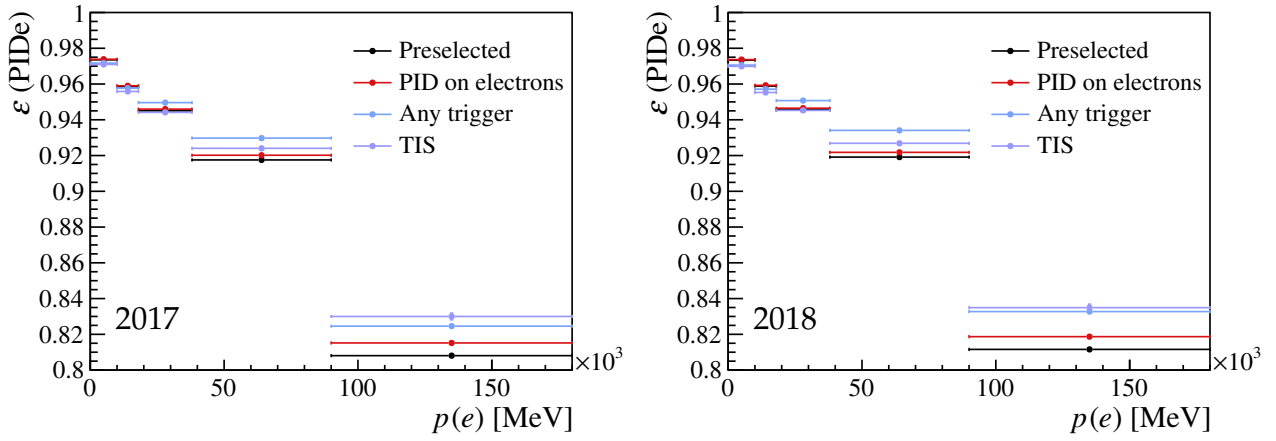 ε (PIDe)
1
0.98
0.96
0.94
0.92
0.9
0.88
0.86
0.84
0.82
0.8
Preselected
PID on electrons
Any trigger
TIS
2017
0 50 100 150
×10³
p(e) [MeV]
ε (PIDe)
1
0.98
0.96
0.94
0.92
0.9
0.88
0.86
0.84
0.82
0.8
Preselected
PID on electrons
Any trigger
TIS
2018
0 50 100 150
×10³
p(e) [MeV]